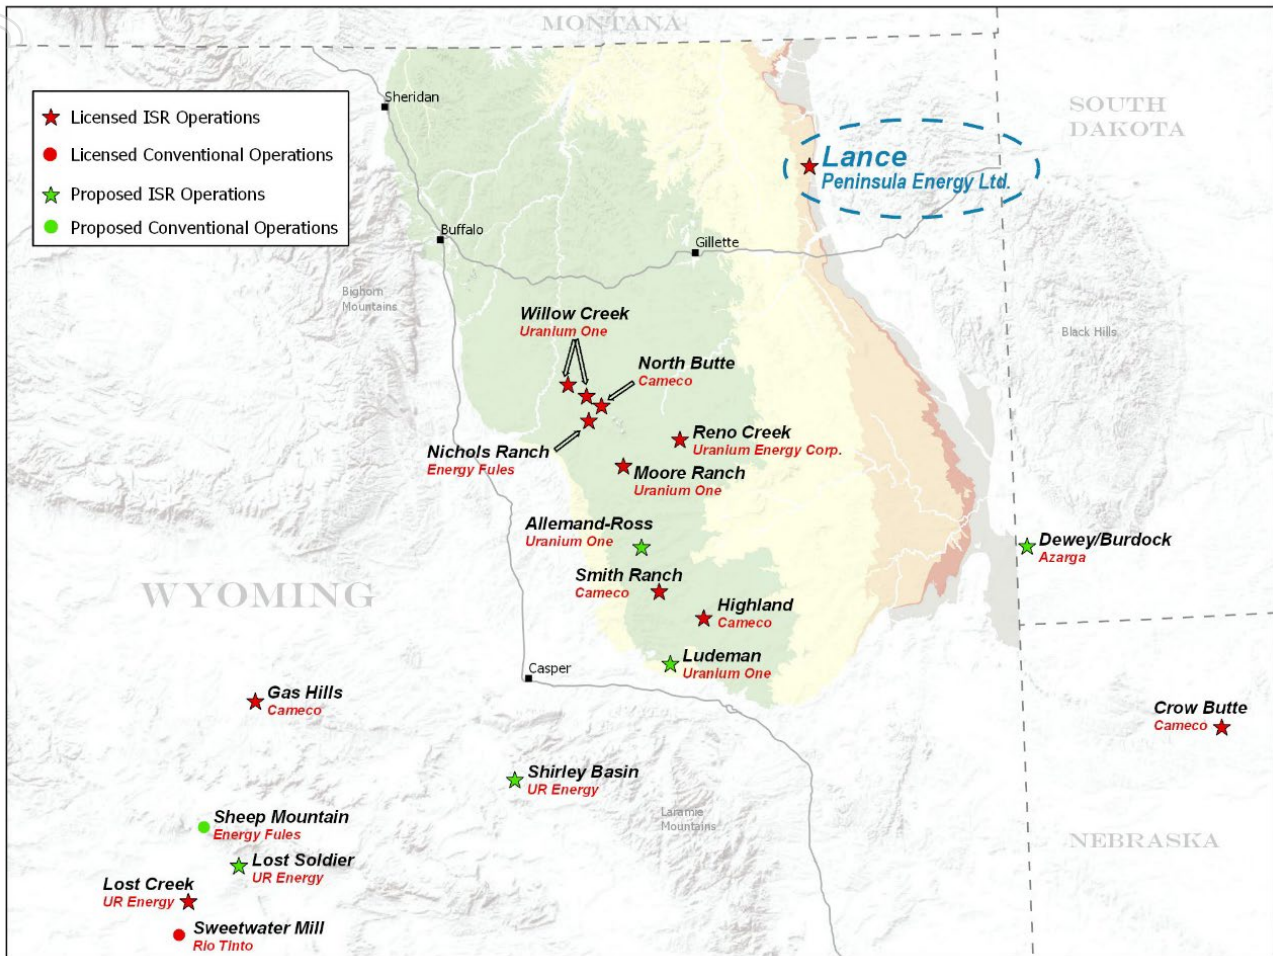 MONTANA
Sheridan
Licensed ISR Operations
Licensed Conventional Operations
Proposed ISR Operations
Proposed Conventional Operations
SOUTH
DAKOTA
Lance
Peninsula Energy Ltd.
Buffalo
Gillette
Bighorn
Mountains
Black Hills
Willow Creek
Uranium One
North Butte
Cameco
Nichols Ranch
Energy Fules
Reno Creek
Uranium Energy Corp.
Moore Ranch
Uranium One
Allemand-Ross
Uranium One
Dewey/Burdock
Azarga
Smith Ranch
Cameco
WYOMING
Highland
Cameco
Ludeman
Uranium One
Casper
Gas Hills
Cameco
Crow Butte
Cameco
Shirley Basin
UR Energy
Laramie
Mountains
Sheep Mountain
Energy Fules
NEBRASKA
Lost Soldier
UR Energy
Lost Creek
UR Energy
Sweetwater Mill
Rio Tinto